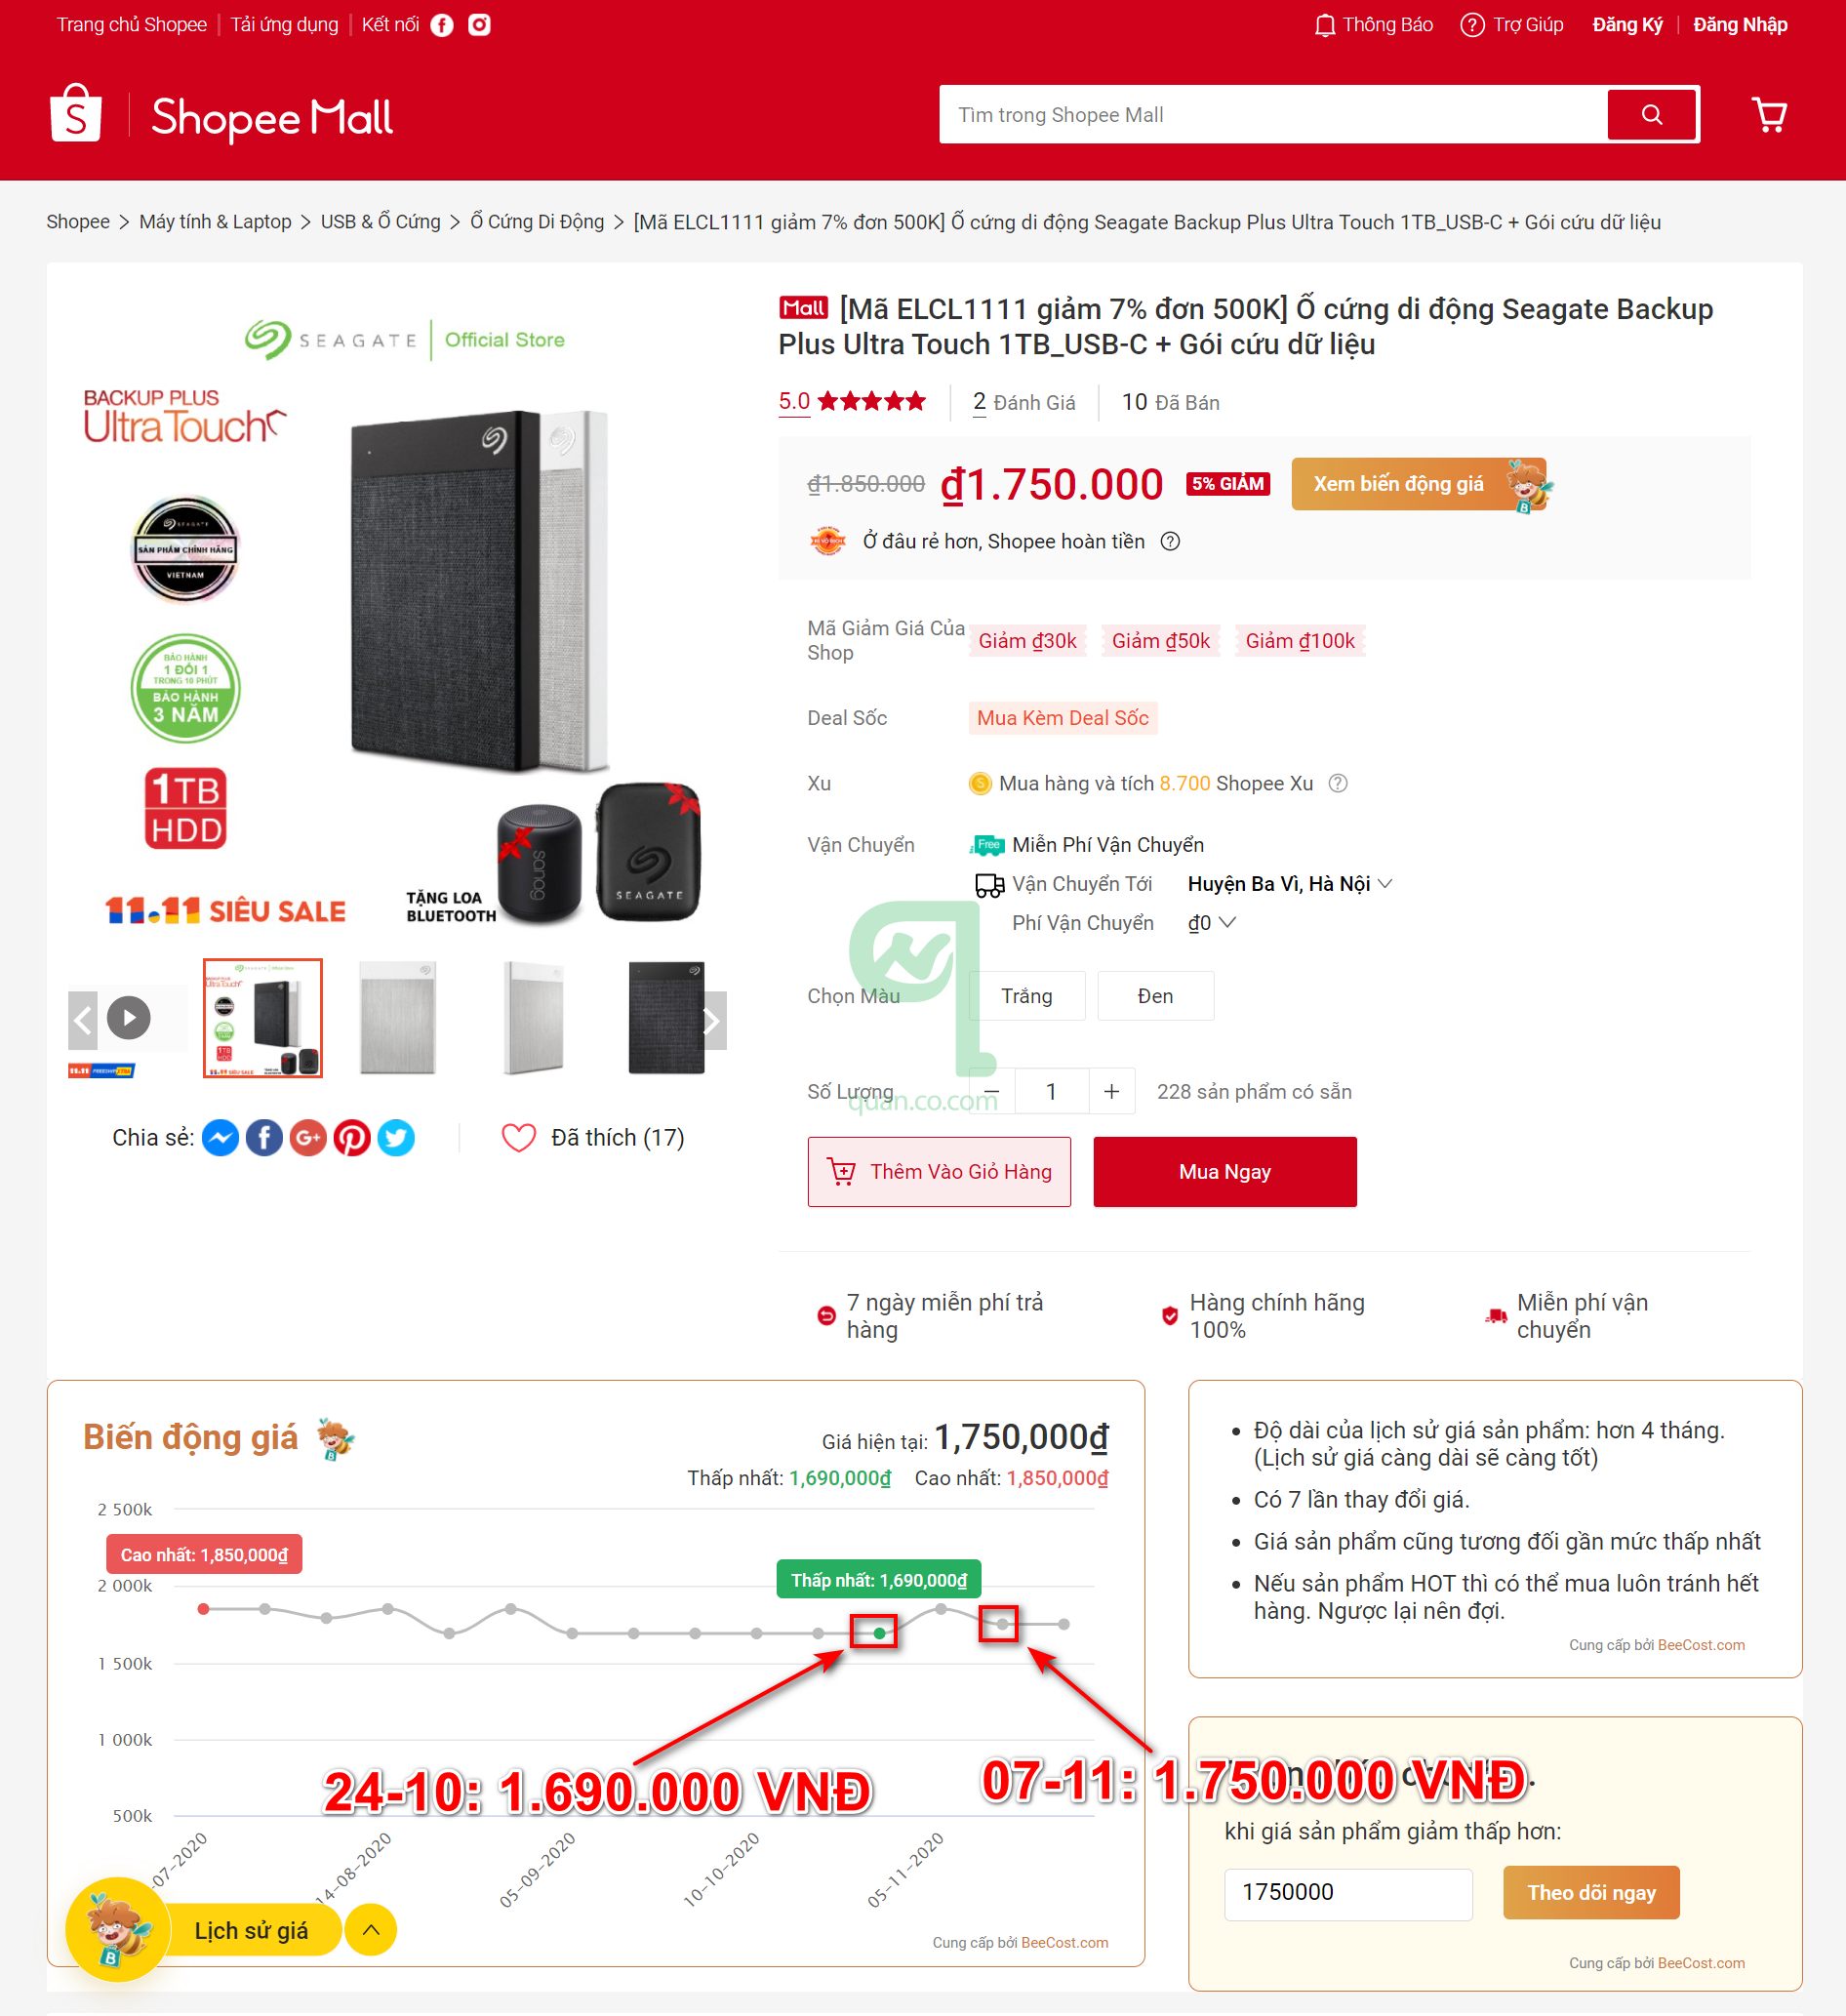 Trang chủ Shopee
Tải ứng dụng
Kết nối
Thông Báo
Trợ Giúp
Đăng Ký
Đăng Nhập
S
Shopee Mall
Tìm trong Shopee Mall
Shopee > Máy tính & Laptop > USB & Ổ Cứng > Ổ Cứng Di Động > [Mã ELCL1111 giảm 7% đơn 500K] Ổ cứng di động Seagate Backup Plus Ultra Touch 1TB_USB-C + Gói cứu dữ liệu
SEAGATE Official Store
BACKUP PLUS
Ultra Touch
SEAGATE
SẢN PHẨM CHÍNH HÃNG
VIETNAM
BẢO HÀNH
1 ĐỔI 1
TRONG 10 PHÚT
BẢO HÀNH
3 NĂM
1TB
HDD
11.11 SIÊU SALE
TẶNG LOA
BLUETOOTH
sanag
SEAGATE
Chia sẻ:
Đã thích (17)
Mall [Mã ELCL1111 giảm 7% đơn 500K] Ổ cứng di động Seagate Backup
Plus Ultra Touch 1TB_USB-C + Gói cứu dữ liệu
5.0
2 Đánh Giá
10 Đã Bán
₫1.850.000 ₫1.750.000 5% GIẢM
Xem biến động giá
Ở đâu rẻ hơn, Shopee hoàn tiền
Mã Giảm Giá Của
Shop
Giảm ₫30k
Giảm ₫50k
Giảm ₫100k
Deal Sốc
Mua Kèm Deal Sốc
Xu
Mua hàng và tích 8.700 Shopee Xu
Vận Chuyển
Free
Miễn Phí Vận Chuyển
Vận Chuyển Tới
Huyện Ba Vì, Hà Nội
Phí Vận Chuyển
₫0
Chọn Màu
Trắng
Đen
Số Lượng
1
228 sản phẩm có sẵn
quan.co.com
Thêm Vào Giỏ Hàng
Mua Ngay
7 ngày miễn phí trả
hàng
Hàng chính hãng
100%
Miễn phí vận
chuyển
Biến động giá
Giá hiện tại: 1,750,000₫
Thấp nhất: 1,690,000₫ Cao nhất: 1,850,000₫
2 500k
Cao nhất: 1,850,000₫
2 000k
Thấp nhất: 1,690,000₫
1 500k
1 000k
24-10: 1.690.000 VNĐ
07-11: 1.750.000 VNĐ
500k
-07-2020
14-08-2020
05-09-2020
10-10-2020
05-11-2020
Lịch sử giá
Cung cấp bởi BeeCost.com
Độ dài của lịch sử giá sản phẩm: hơn 4 tháng.
(Lịch sử giá càng dài sẽ càng tốt)
Có 7 lần thay đổi giá.
Giá sản phẩm cũng tương đối gần mức thấp nhất
Nếu sản phẩm HOT thì có thể mua luôn tránh hết
hàng. Ngược lại nên đợi.
Cung cấp bởi BeeCost.com
khi giá sản phẩm giảm thấp hơn:
1750000
Theo dõi ngay
Cung cấp bởi BeeCost.com